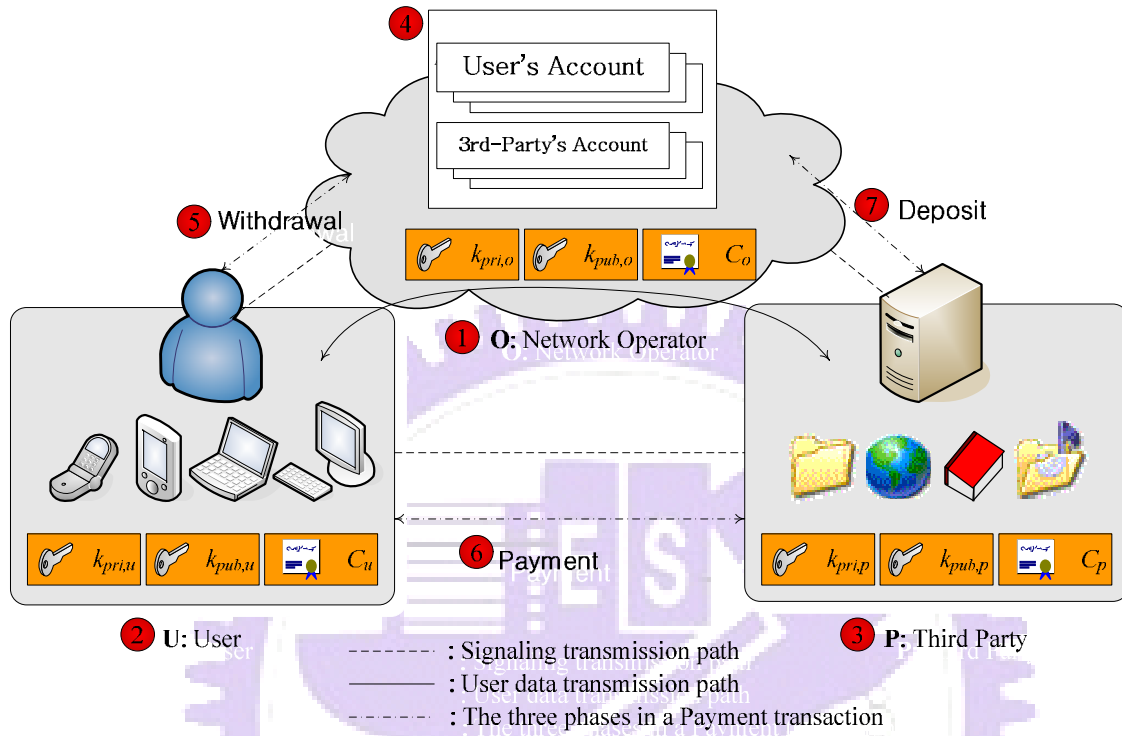 4
User's Account
3rd-Party's Account
5 Withdrawal
7 Deposit
k_pri,o
k_pub,o
C_o
1 O: Network Operator
k_pri,u
k_pub,u
C_u
6 Payment
k_pri,p
k_pub,p
C_p
2 U: User
3 P: Third Party
: Signaling transmission path
: User data transmission path
: The three phases in a Payment transaction
E S